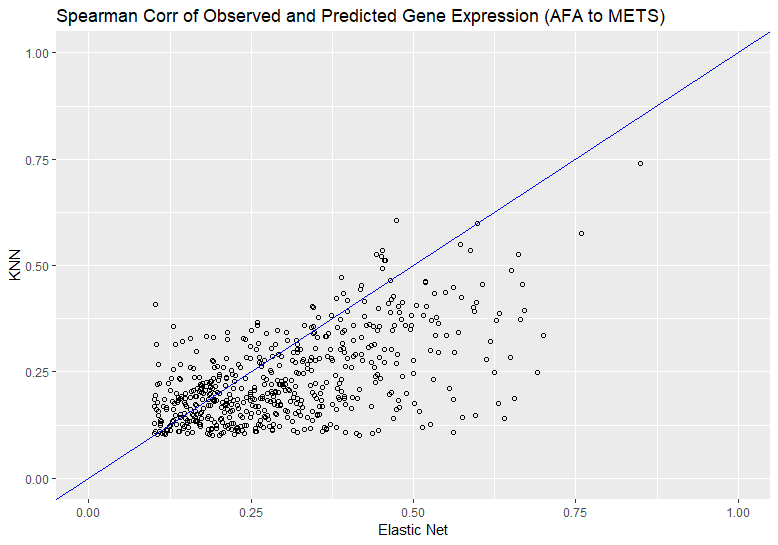 Spearman Corr of Observed and Predicted Gene Expression (AFA to METS)
1.00
0.75
KNN
0.50
0.25
0.00
0.00 0.25 0.50 0.75 1.00
Elastic Net